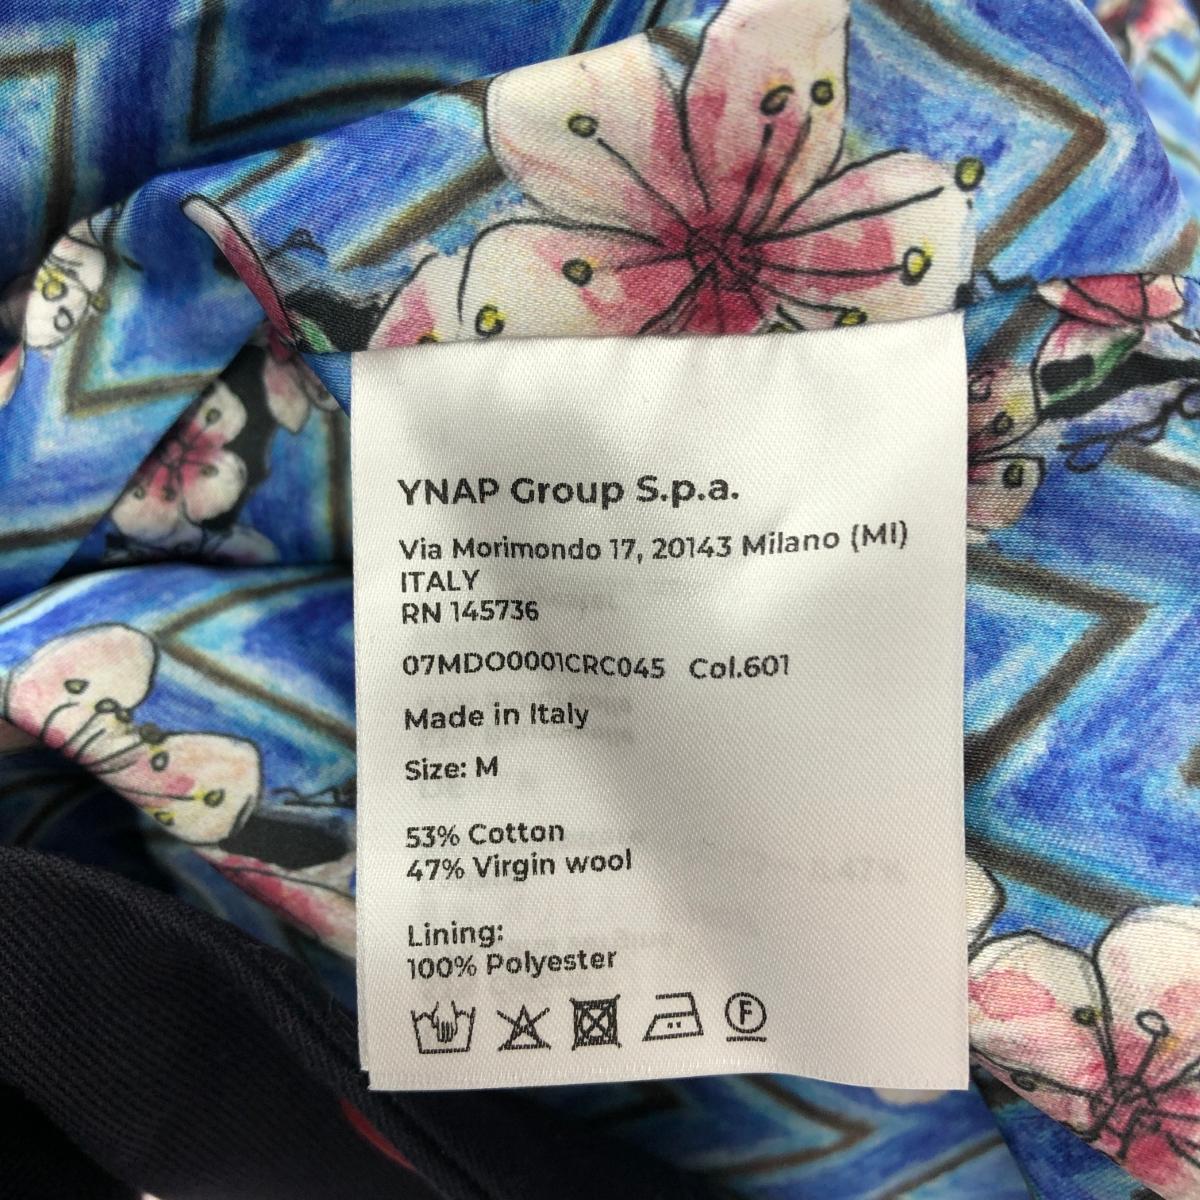 YNAP Group S.p.a.
Via Morimondo 17, 20143 Milano (MI)
ITALY
RN 145736
07MDO0001CRC045 Col.601
Made in Italy
Size: M
53% Cotton
47% Virgin wool
Lining:
100% Polyester
F